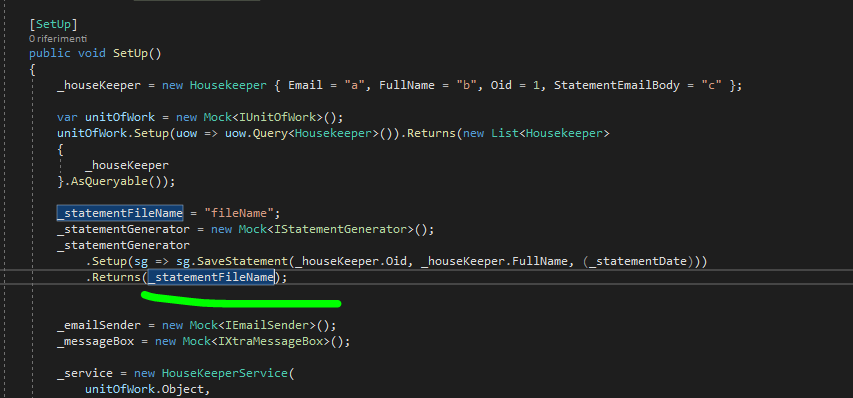 [SetUp]
0 riferimenti
public void SetUp()
{
_houseKeeper = new Housekeeper { Email = "a", FullName = "b", Oid = 1, StatementEmailBody = "c" };
var unitOfWork = new Mock<IUnitOfWork>();
unitOfWork.Setup(uow => uow.Query<Housekeeper>()).Returns(new List<Housekeeper>
{
_houseKeeper
}.AsQueryable());
_statementFileName = "fileName";
_statementGenerator = new Mock<IStatementGenerator>();
_statementGenerator
.Setup(sg => sg.SaveStatement(_houseKeeper.Oid, _houseKeeper.FullName, (_statementDate)))
.Returns(_statementFileName);
_emailSender = new Mock<IEmailSender>();
_messageBox = new Mock<IXtraMessageBox>();
_service = new HouseKeeperService(
unitOfWork.Object,